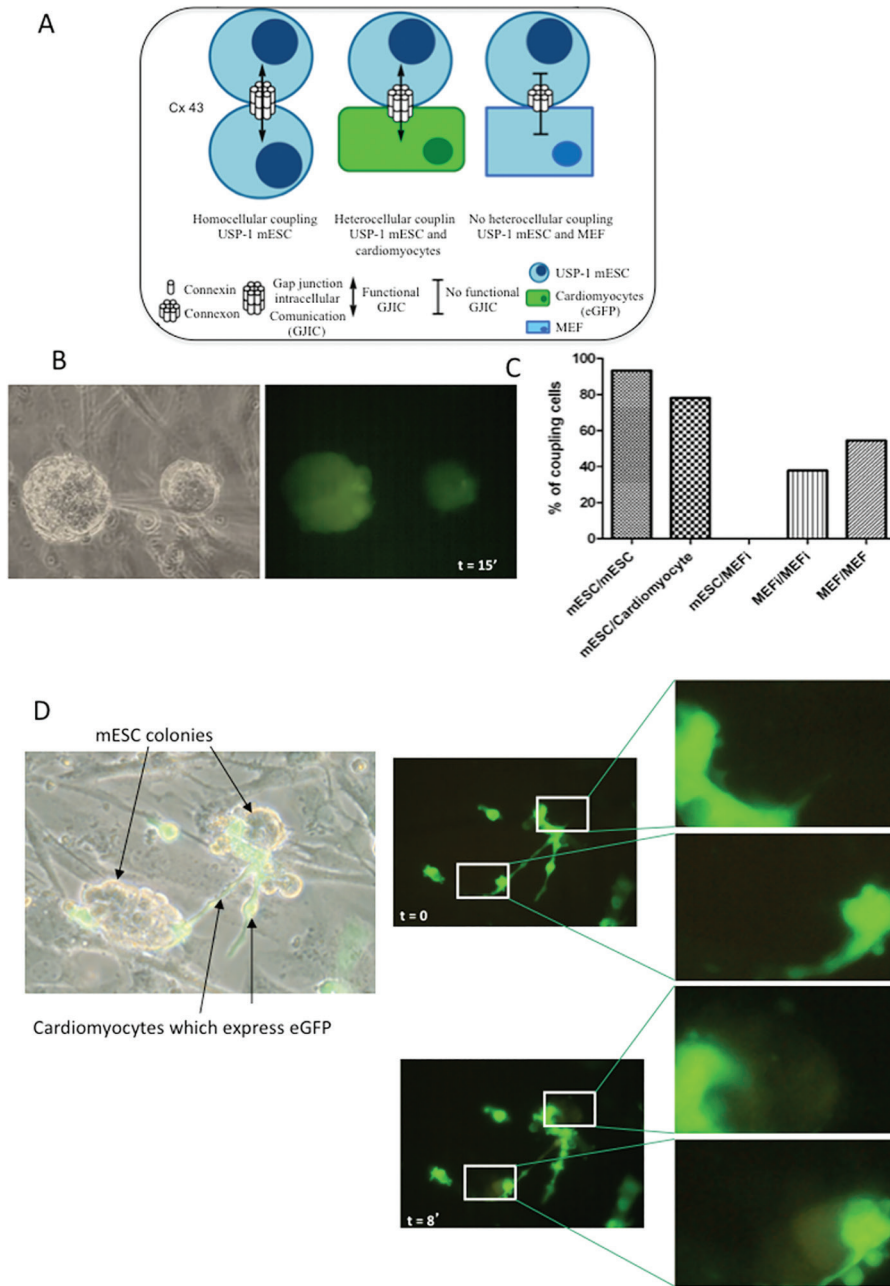 A
Cx 43
Homocellular coupling
USP-1 mESC
Heterocellular couplin
USP-1 mESC and
cardiomyocytes
No heterocellular coupling
USP-1 mESC and MEF
Connexin
Connexon
Gap junction
intracellular
Comunication
(GJIC)
Functional
GJIC
No functional
GJIC
USP-1 mESC
Cardiomyocytes
(eGFP)
MEF
B
t = 15'
C
% of coupling cells
100
80
60
40
20
0
mESC/mESC
mESC/Cardiomyocyte
mESC/MEFi
MEFi/MEFi
MEF/MEF
D
mESC colonies
Cardiomyocytes which express eGFP
t = 0
t = 8'